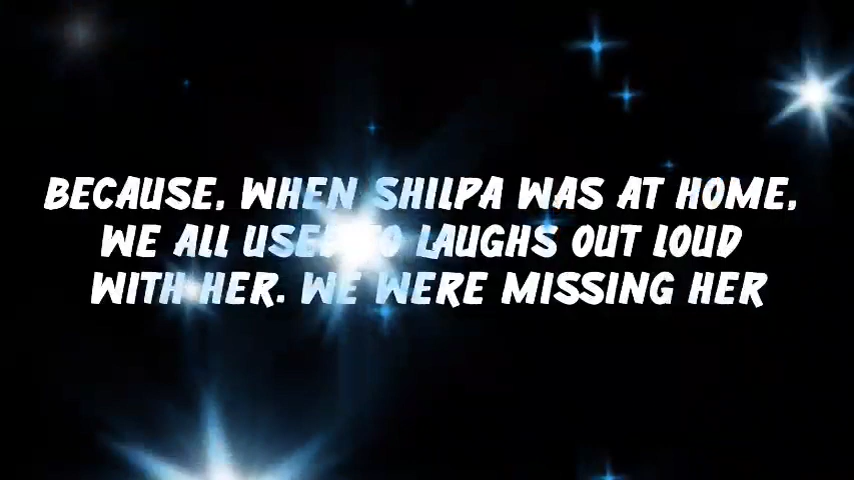 BECAUSE, WHEN SHILPA WAS AT HOME,
WE ALL USED TO LAUGHS OUT LOUD
WITH HER. WE WERE MISSING HER